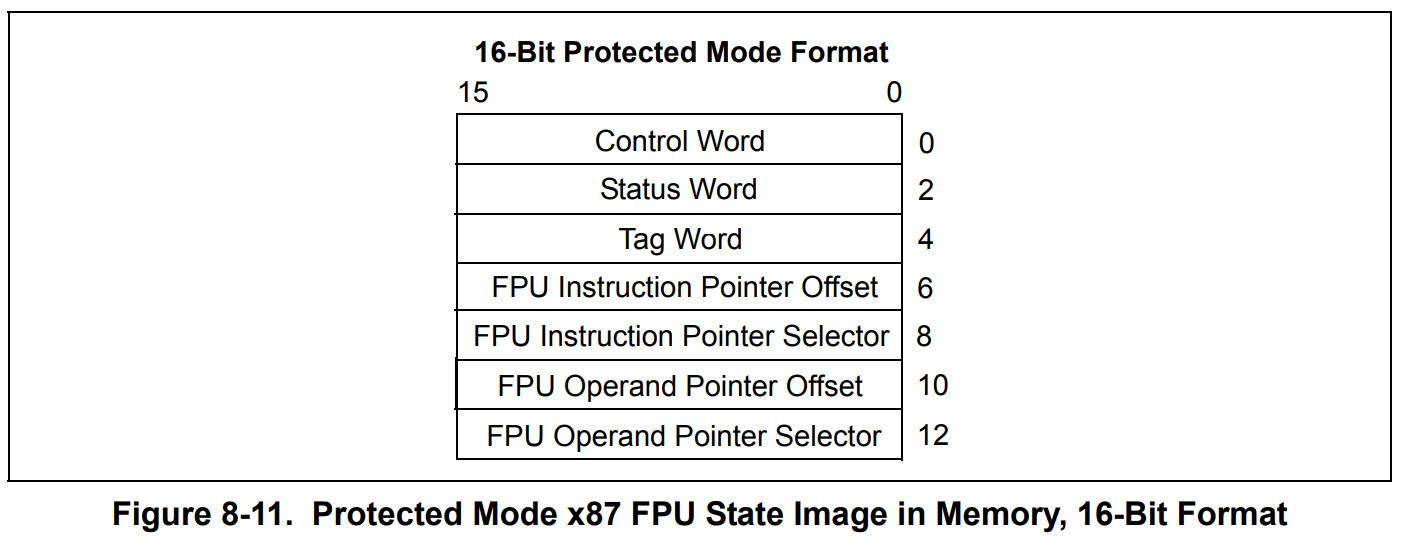 16-Bit Protected Mode Format
15 0
Control Word 0
Status Word 2
Tag Word 4
FPU Instruction Pointer Offset 6
FPU Instruction Pointer Selector 8
FPU Operand Pointer Offset 10
FPU Operand Pointer Selector 12
Figure 8-11. Protected Mode x87 FPU State Image in Memory, 16-Bit Format